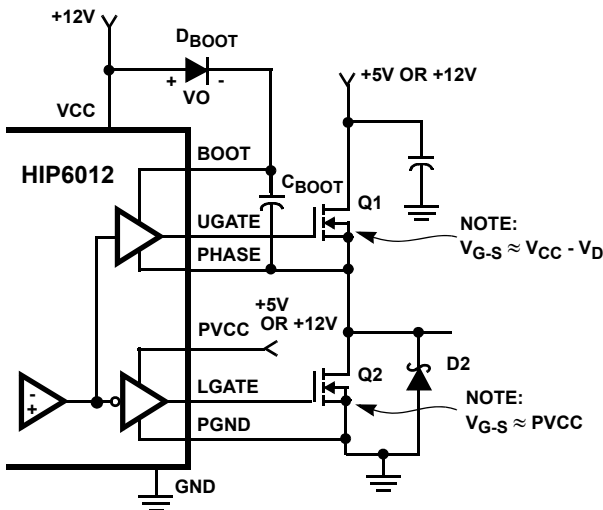 +12V
DBOOT
+ -
VO
VCC
+5V OR +12V
HIP6012
BOOT
CBOOT
UGATE
Q1
PHASE
NOTE:
VG-S ≈ VCC - VD
+5V
OR +12V
PVCC
LGATE
Q2
D2
PGND
NOTE:
VG-S ≈ PVCC
-
+
GND